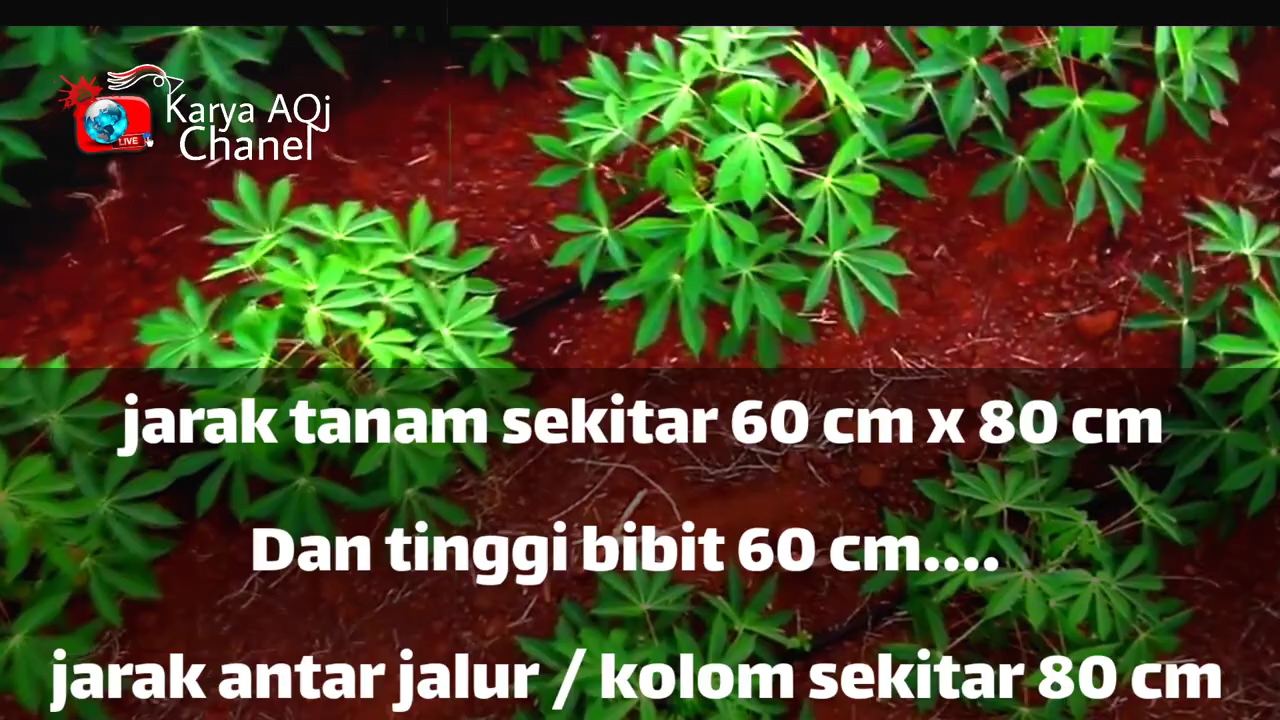 Karya AQj
Chanel
LIVE
jarak tanam sekitar 60 cm x 80 cm
Dan tinggi bibit 60 cm....
jarak antar jalur / kolom sekitar 80 cm